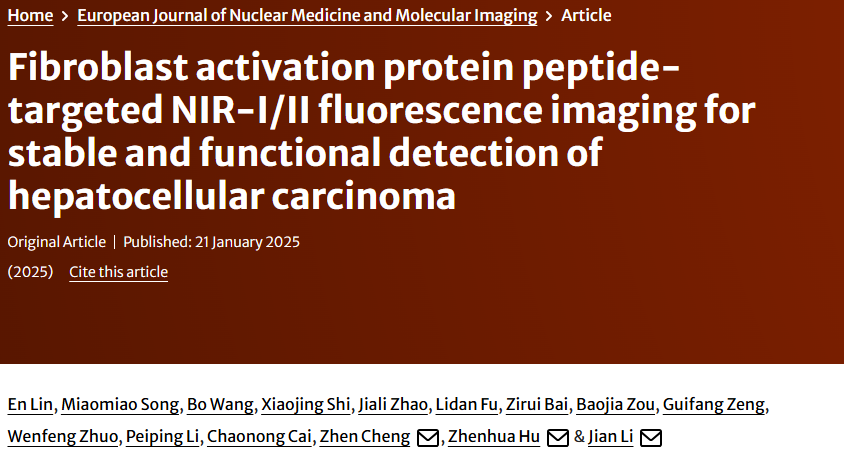 Home > European Journal of Nuclear Medicine and Molecular Imaging > Article
Fibroblast activation protein peptide-
targeted NIR-I/II fluorescence imaging for
stable and functional detection of
hepatocellular carcinoma
Original Article | Published: 21 January 2025
(2025) Cite this article
En Lin, Miaomiao Song, Bo Wang, Xiaojing Shi, Jiali Zhao, Lidan Fu, Zirui Bai, Baojia Zou, Guifang Zeng,
Wenfeng Zhuo, Peiping Li, Chaonong Cai, Zhen Cheng, Zhenhua Hu & Jian Li